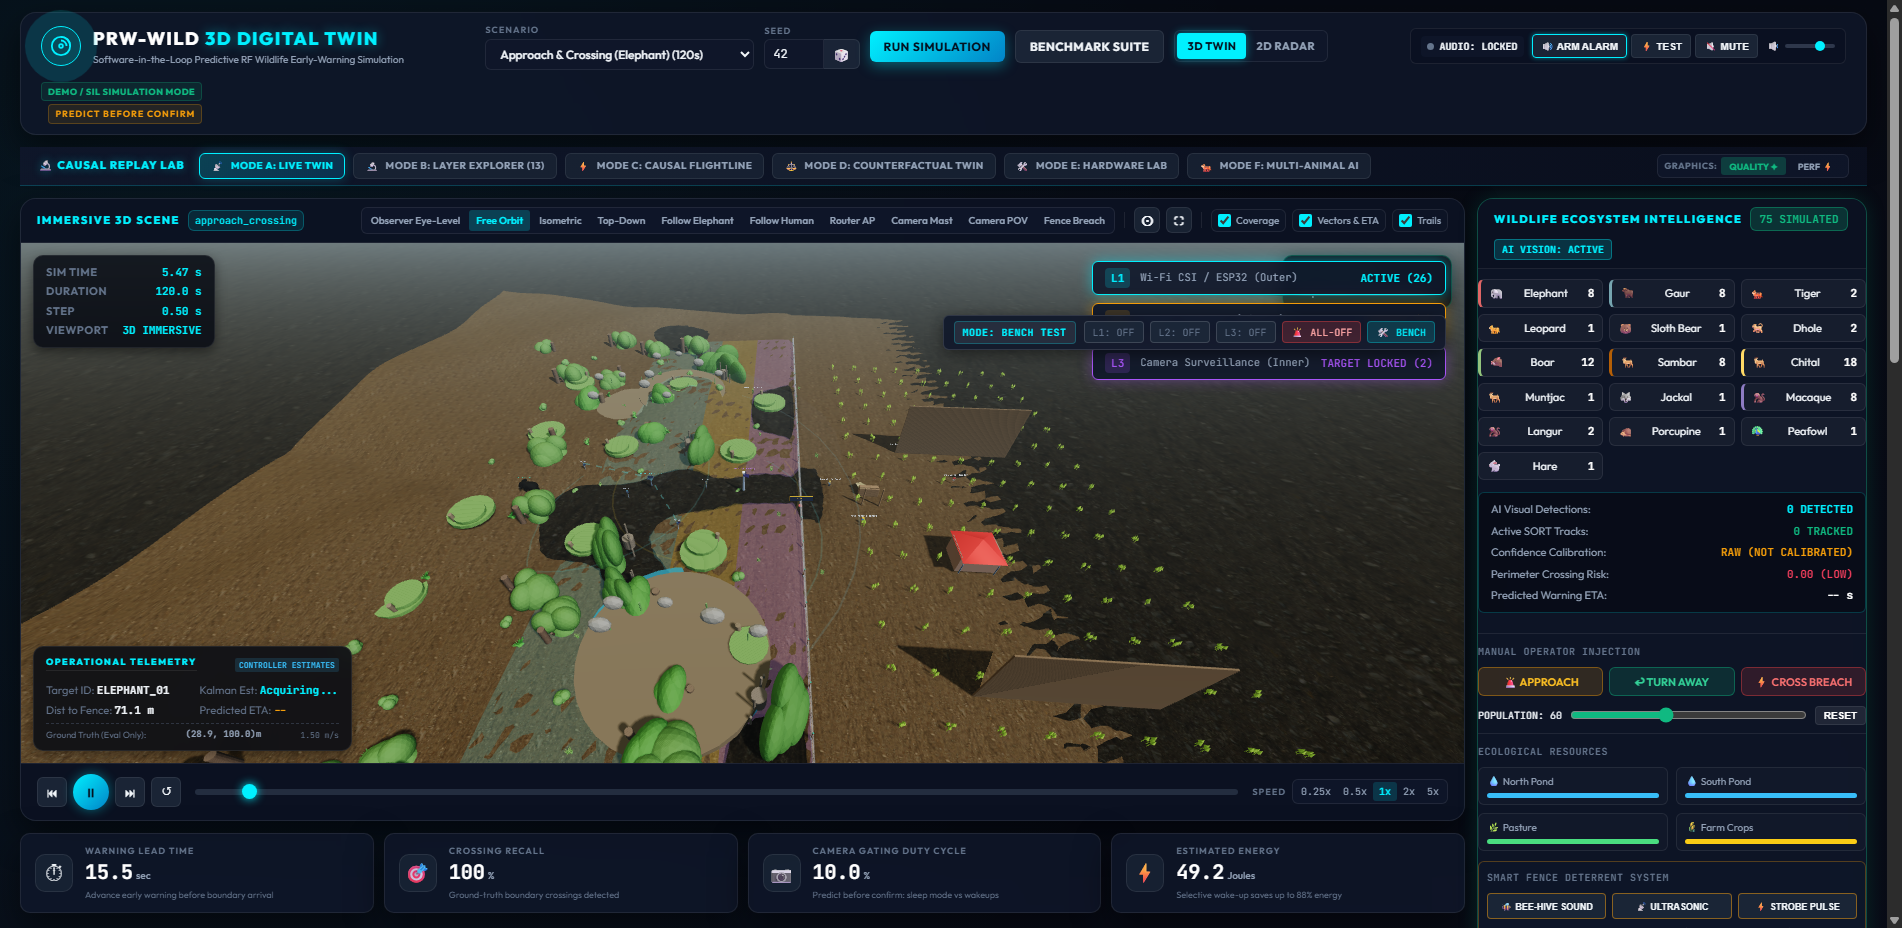 PRW-WILD 3D DIGITAL TWIN
Software-in-the-Loop Predictive RF Wildlife Early-Warning Simulation
DEMO / SIL SIMULATION MODE
PREDICT BEFORE CONFIRM
SCENARIO
Approach & Crossing (Elephant) (120s)
SEED
42
RUN SIMULATION
BENCHMARK SUITE
3D TWIN
2D RADAR
AUDIO: LOCKED
ARM ALARM
TEST
MUTE
CAUSAL REPLAY LAB
MODE A: LIVE TWIN
MODE B: LAYER EXPLORER (13)
MODE C: CAUSAL FLIGHTLINE
MODE D: COUNTERFACTUAL TWIN
MODE E: HARDWARE LAB
MODE F: MULTI-ANIMAL AI
GRAPHICS:
QUALITY
PERF
IMMERSIVE 3D SCENE
approach_crossing
Observer Eye-Level
Free Orbit
Isometric
Top-Down
Follow Elephant
Follow Human
Router AP
Camera Mast
Camera POV
Fence Breach
Coverage
Vectors & ETA
Trails
SIM TIME 5.47 s
DURATION 120.0 s
STEP 0.50 s
VIEWPORT 3D IMMERSIVE
L1 Wi-Fi CSI / ESP32 (Outer) ACTIVE (26)
MODE: BENCH TEST
L1: OFF
L2: OFF
L3: OFF
ALL-OFF
BENCH
L3 Camera Surveillance (Inner) TARGET LOCKED (2)
OPERATIONAL TELEMETRY
CONTROLLER ESTIMATES
Target ID: ELEPHANT_01
Kalman Est: Acquiring...
Dist to Fence: 71.1 m
Predicted ETA: --
Ground Truth (Eval Only): (28.9, 100.0)m 1.50 m/s
SPEED
0.25x
0.5x
1x
2x
5x
WARNING LEAD TIME
15.5 sec
Advance early warning before boundary arrival
CROSSING RECALL
100 %
Ground-truth boundary crossings detected
CAMERA GATING DUTY CYCLE
10.0 %
Predict before confirm: sleep mode vs wakeups
ESTIMATED ENERGY
49.2 Joules
Selective wake-up saves up to 88% energy
WILDLIFE ECOSYSTEM INTELLIGENCE
75 SIMULATED
AI VISION: ACTIVE
Elephant 8
Gaur 8
Tiger 2
Leopard 1
Sloth Bear 1
Dhole 2
Boar 12
Sambar 8
Chital 18
Muntjac 1
Jackal 1
Macaque 8
Langur 2
Porcupine 1
Peafowl 1
Hare 1
AI Visual Detections: 0 DETECTED
Active SORT Tracks: 0 TRACKED
Confidence Calibration: RAW (NOT CALIBRATED)
Perimeter Crossing Risk: 0.00 (LOW)
Predicted Warning ETA: -- s
MANUAL OPERATOR INJECTION
APPROACH
TURN AWAY
CROSS BREACH
POPULATION: 60
RESET
ECOLOGICAL RESOURCES
North Pond
South Pond
Pasture
Farm Crops
SMART FENCE DETERRENT SYSTEM
BEE-HIVE SOUND
ULTRASONIC
STROBE PULSE